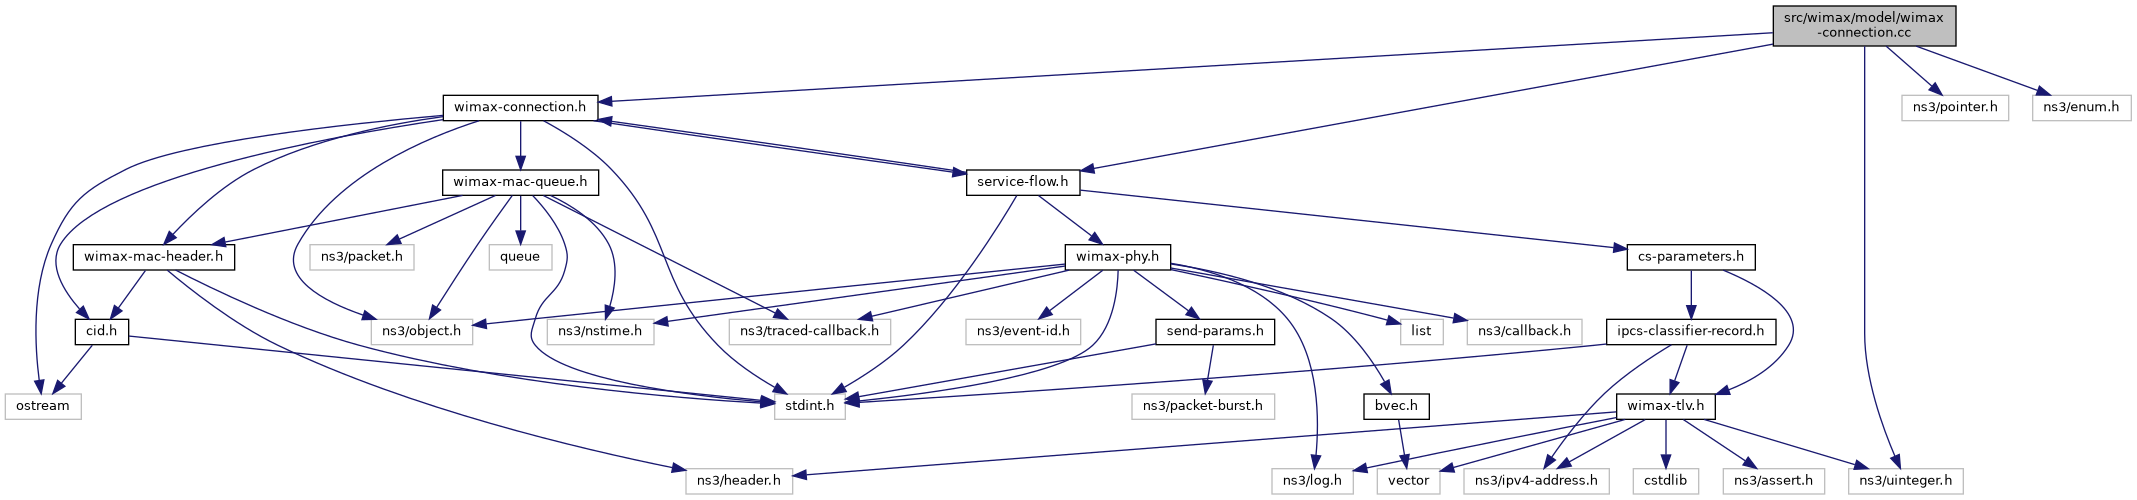 src/wimax/model/wimax
-connection.cc
wimax-connection.h
ns3/pointer.h
ns3/enum.h
wimax-mac-queue.h
service-flow.h
wimax-mac-header.h
ns3/packet.h
queue
wimax-phy.h
cs-parameters.h
cid.h
ns3/object.h
ns3/nstime.h
ns3/traced-callback.h
ns3/event-id.h
send-params.h
list
ns3/callback.h
ipcs-classifier-record.h
ostream
stdint.h
ns3/packet-burst.h
bvec.h
wimax-tlv.h
ns3/header.h
ns3/log.h
vector
ns3/ipv4-address.h
cstdlib
ns3/assert.h
ns3/uinteger.h